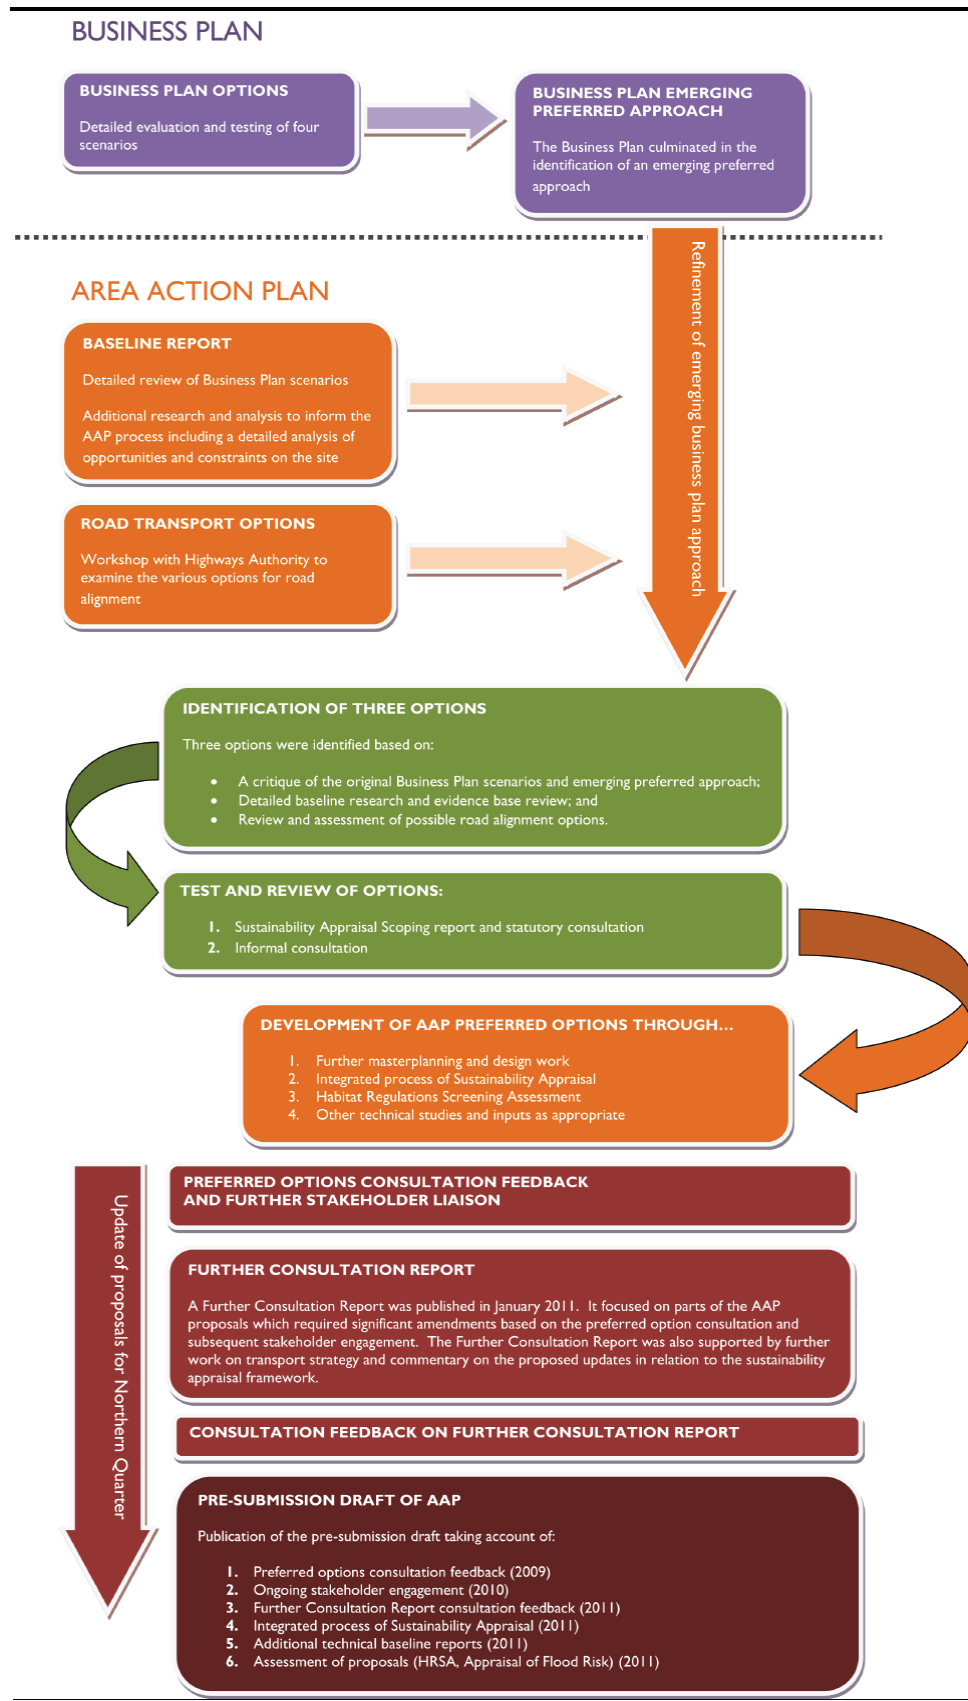 BUSINESS PLAN
BUSINESS PLAN OPTIONS
Detailed evaluation and testing of four
scenarios
BUSINESS PLAN EMERGING
PREFERRED APPROACH
The Business Plan culminated in the
identification of an emerging preferred
approach
Refinement of emerging business plan approach
AREA ACTION PLAN
BASELINE REPORT
Detailed review of Business Plan scenarios
Additional research and analysis to inform the
AAP process including a detailed analysis of
opportunities and constraints on the site
ROAD TRANSPORT OPTIONS
Workshop with Highways Authority to
examine the various options for road
alignment
IDENTIFICATION OF THREE OPTIONS
Three options were identified based on:
• A critique of the original Business Plan scenarios and emerging preferred approach;
• Detailed baseline research and evidence base review; and
• Review and assessment of possible road alignment options.
TEST AND REVIEW OF OPTIONS:
1. Sustainability Appraisal Scoping report and statutory consultation
2. Informal consultation
DEVELOPMENT OF AAP PREFERRED OPTIONS THROUGH...
1. Further masterplanning and design work
2. Integrated process of Sustainability Appraisal
3. Habitat Regulations Screening Assessment
4. Other technical studies and inputs as appropriate
Update of proposals for Northern Quarter
PREFERRED OPTIONS CONSULTATION FEEDBACK
AND FURTHER STAKEHOLDER LIAISON
FURTHER CONSULTATION REPORT
A Further Consultation Report was published in January 2011. It focused on parts of the AAP
proposals which required significant amendments based on the preferred option consultation and
subsequent stakeholder engagement. The Further Consultation Report was also supported by further
work on transport strategy and commentary on the proposed updates in relation to the sustainability
appraisal framework.
CONSULTATION FEEDBACK ON FURTHER CONSULTATION REPORT
PRE-SUBMISSION DRAFT OF AAP
Publication of the pre-submission draft taking account of:
1. Preferred options consultation feedback (2009)
2. Ongoing stakeholder engagement (2010)
3. Further Consultation Report consultation feedback (2011)
4. Integrated process of Sustainability Appraisal (2011)
5. Additional technical baseline reports (2011)
6. Assessment of proposals (HRSA, Appraisal of Flood Risk) (2011)